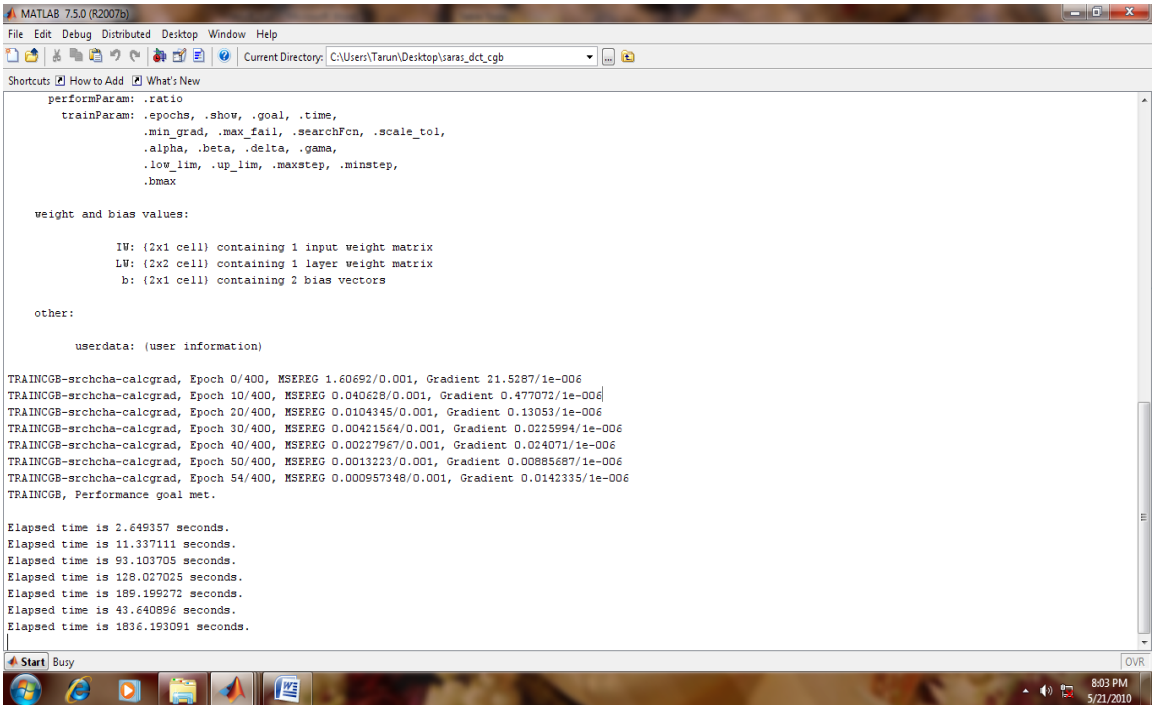 MATLAB 7.5.0 (R2007b)
File Edit Debug Distributed Desktop Window Help
Current Directory: C:\Users\Tarun\Desktop\saras_dct_cgb
Shortcuts How to Add What's New
performParam: .ratio
trainParam: .epochs, .show, .goal, .time,
.min_grad, .max_fail, .searchFcn, .scale_tol,
.alpha, .beta, .delta, .gama,
.low_lim, .up_lim, .maxstep, .minstep,
.bmax
weight and bias values:
IW: {2x1 cell} containing 1 input weight matrix
LW: {2x2 cell} containing 1 layer weight matrix
b: {2x1 cell} containing 2 bias vectors
other:
userdata: (user information)
TRAINCGB-srchcha-calcgrad, Epoch 0/400, MSEREG 1.60692/0.001, Gradient 21.5287/1e-006
TRAINCGB-srchcha-calcgrad, Epoch 10/400, MSEREG 0.040628/0.001, Gradient 0.477072/1e-006
TRAINCGB-srchcha-calcgrad, Epoch 20/400, MSEREG 0.0104345/0.001, Gradient 0.13053/1e-006
TRAINCGB-srchcha-calcgrad, Epoch 30/400, MSEREG 0.00421564/0.001, Gradient 0.0225994/1e-006
TRAINCGB-srchcha-calcgrad, Epoch 40/400, MSEREG 0.00227967/0.001, Gradient 0.024071/1e-006
TRAINCGB-srchcha-calcgrad, Epoch 50/400, MSEREG 0.0013223/0.001, Gradient 0.00885687/1e-006
TRAINCGB-srchcha-calcgrad, Epoch 54/400, MSEREG 0.000957348/0.001, Gradient 0.0142335/1e-006
TRAINCGB, Performance goal met.
Elapsed time is 2.649357 seconds.
Elapsed time is 11.337111 seconds.
Elapsed time is 93.103705 seconds.
Elapsed time is 128.027025 seconds.
Elapsed time is 189.199272 seconds.
Elapsed time is 43.640896 seconds.
Elapsed time is 1836.193091 seconds.
Start Busy OVR
8:03 PM
5/21/2010